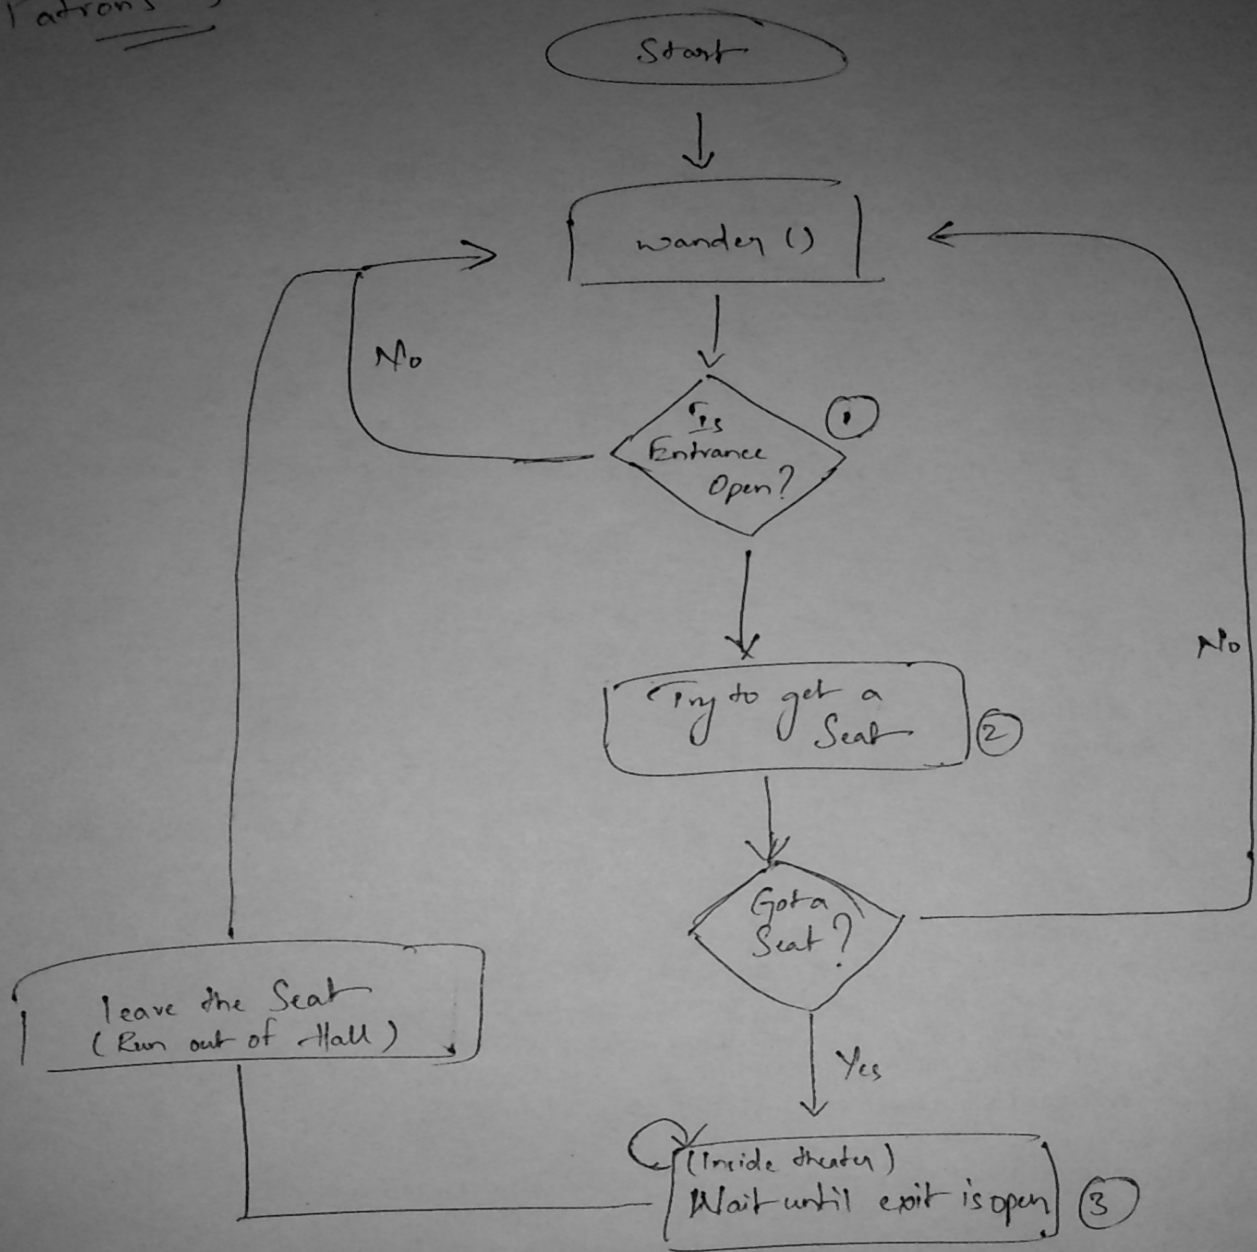 Patrons
Start
wander ()
No
Is
Entrance
Open?
1
No
Try to get a
Seat
2
Got a
Seat?
leave the Seat
(Run out of Hall)
Yes
(Inside theater)
Wait until exit is open
3